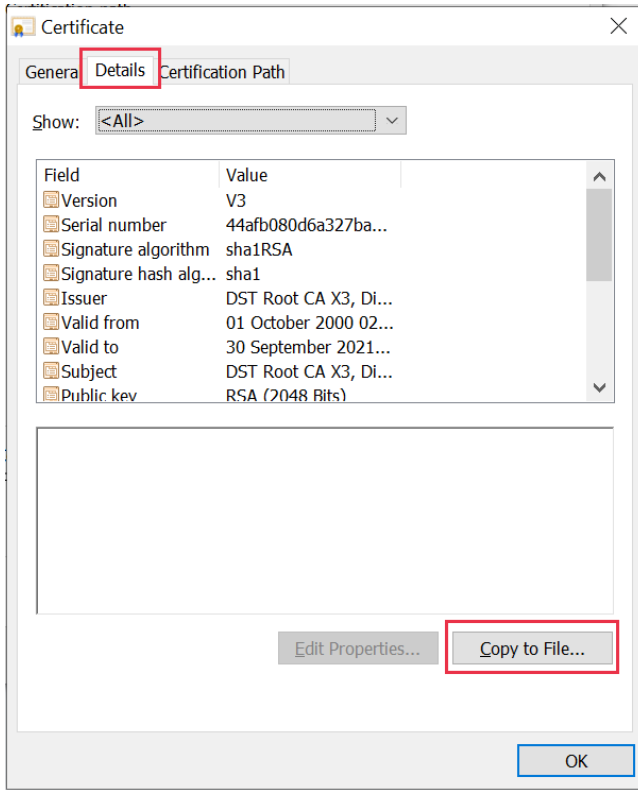 Certificate
General Details Certification Path
Show: <All>
Field Value
Version V3
Serial number 44afb080d6a327ba...
Signature algorithm sha1RSA
Signature hash alg... sha1
Issuer DST Root CA X3, Di...
Valid from 01 October 2000 02...
Valid to 30 September 2021...
Subject DST Root CA X3, Di...
Public key RSA (2048 Bits)
Edit Properties... Copy to File...
OK